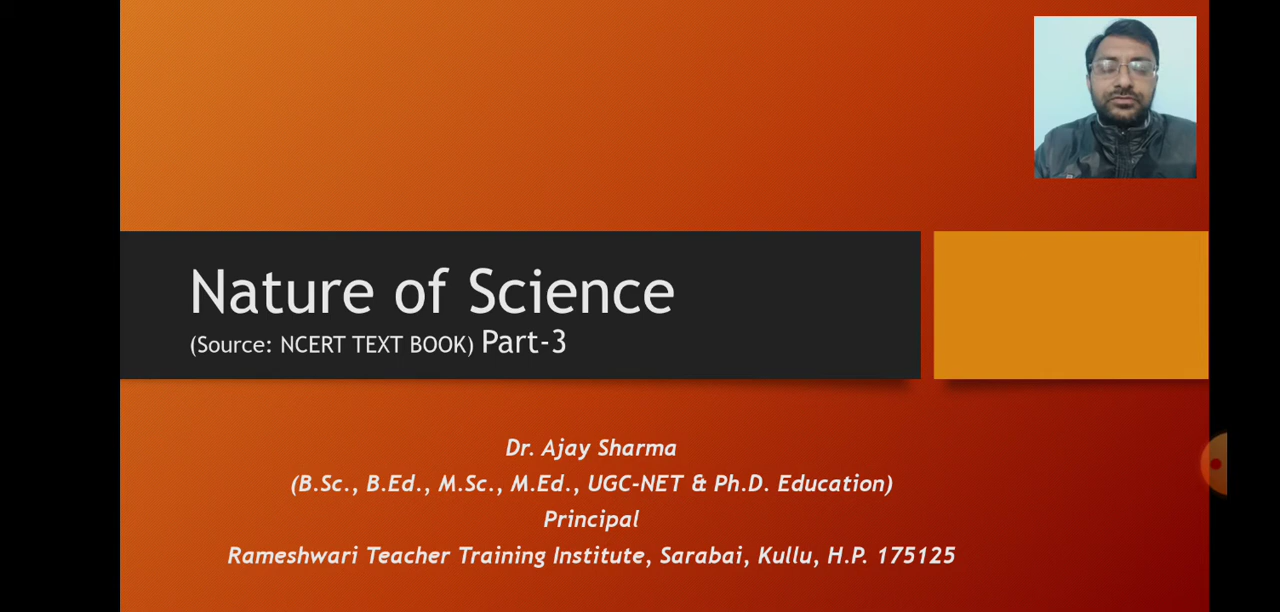 Nature of Science
(Source: NCERT TEXT BOOK) Part-3
Dr. Ajay Sharma
(B.Sc., B.Ed., M.Sc., M.Ed., UGC-NET & Ph.D. Education)
Principal
Rameshwari Teacher Training Institute, Sarabai, Kullu, H.P. 175125